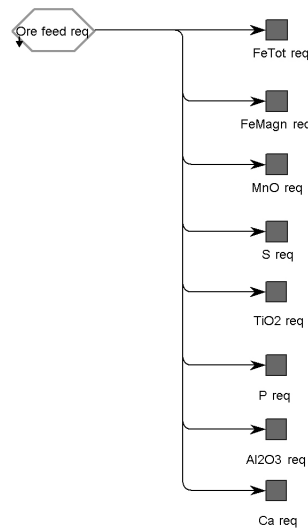 Ore feed req
FeTot req
FeMagn req
MnO req
S req
TiO2 req
P req
Al2O3 req
Ca req